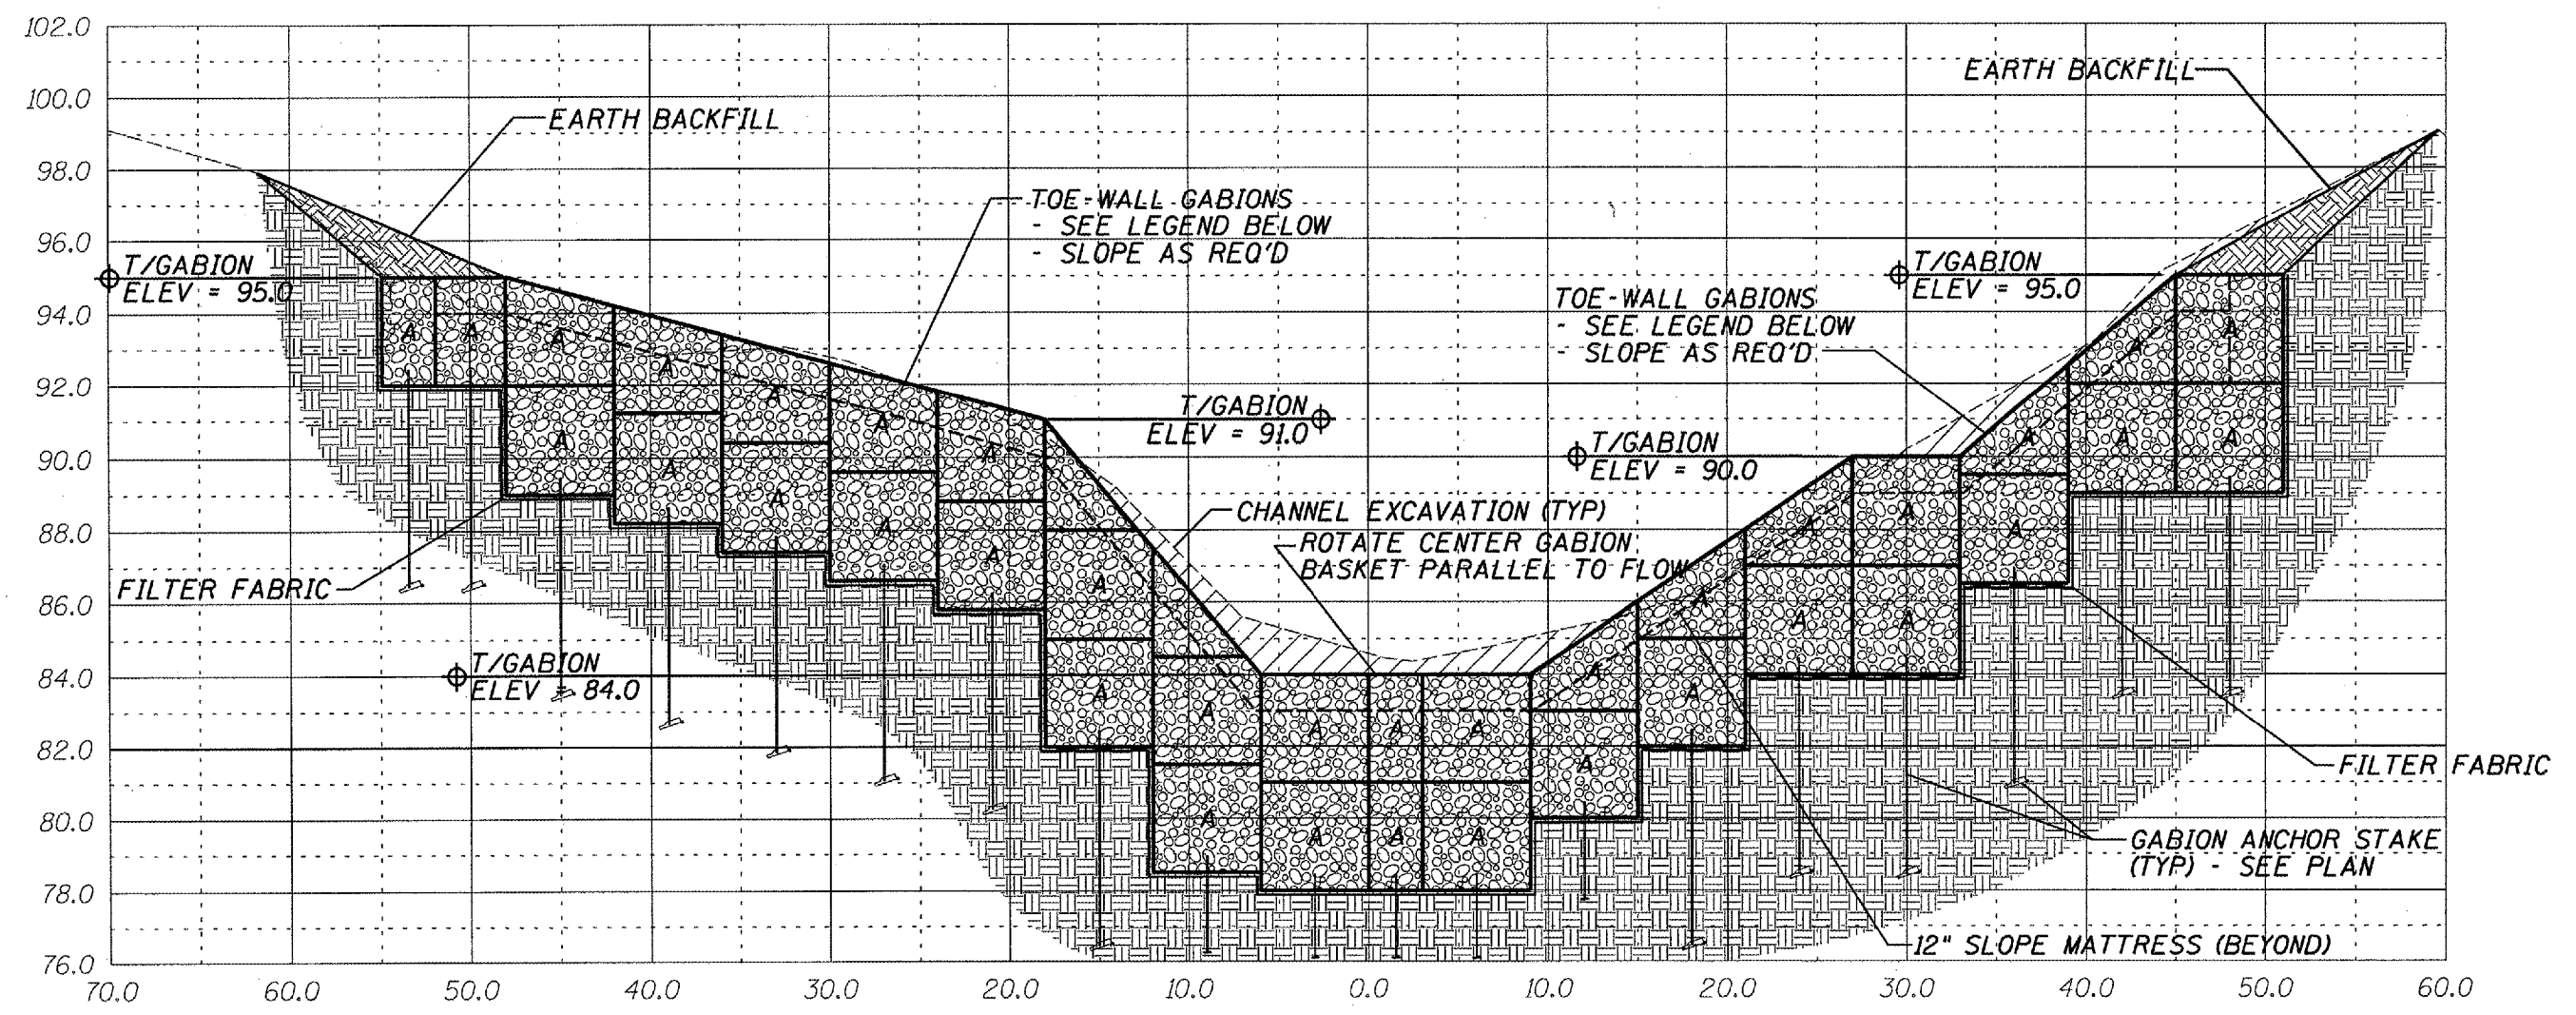 102.0
100.0
98.0
96.0
94.0
92.0
90.0
88.0
86.0
84.0
82.0
80.0
78.0
76.0
EARTH BACKFILL
EARTH BACKFILL
TOE-WALL GABIONS
- SEE LEGEND BELOW
- SLOPE AS REQ'D
T/GABION
ELEV = 95.0
T/GABION
ELEV = 95.0
TOE-WALL GABIONS
- SEE LEGEND BELOW
- SLOPE AS REQ'D
T/GABION
ELEV = 91.0
T/GABION
ELEV = 90.0
CHANNEL EXCAVATION (TYP)
ROTATE CENTER GABION
BASKET PARALLEL TO FLOW
FILTER FABRIC
T/GABION
ELEV = 84.0
FILTER FABRIC
GABION ANCHOR STAKE
(TYP) - SEE PLAN
12" SLOPE MATTRESS (BEYOND)
A A A A A A A A
A A A A A A
A A A A A A A
A A A A A A A A
A A A A A A A A
70.0 60.0 50.0 40.0 30.0 20.0 10.0 0.0 10.0 20.0 30.0 40.0 50.0 60.0